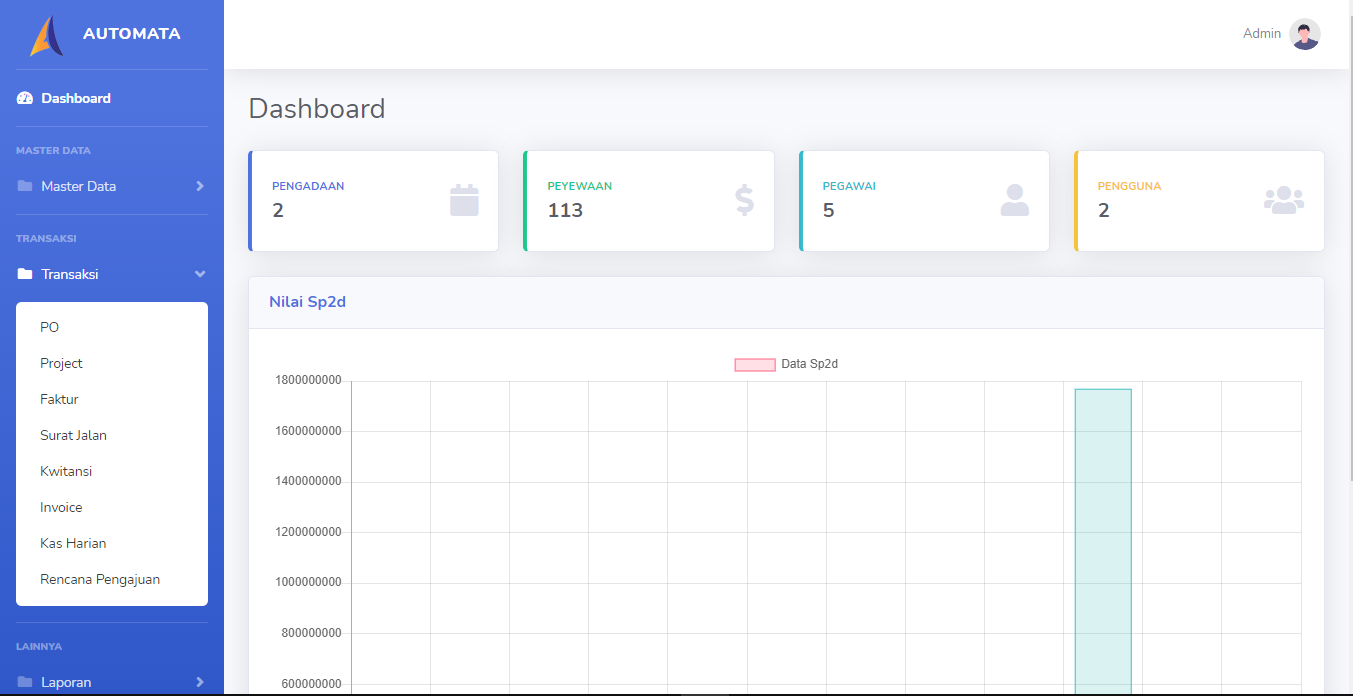 AUTOMATA
Admin
Dashboard
MASTER DATA
Master Data
TRANSAKSI
Transaksi
PO
Project
Faktur
Surat Jalan
Kwitansi
Invoice
Kas Harian
Rencana Pengajuan
LAINNYA
Laporan
Dashboard
PENGADAAN
2
PEYEWAAN
113
PEGAWAI
5
PENGGUNA
2
Nilai Sp2d
Data Sp2d
1800000000
1600000000
1400000000
1200000000
1000000000
800000000
600000000